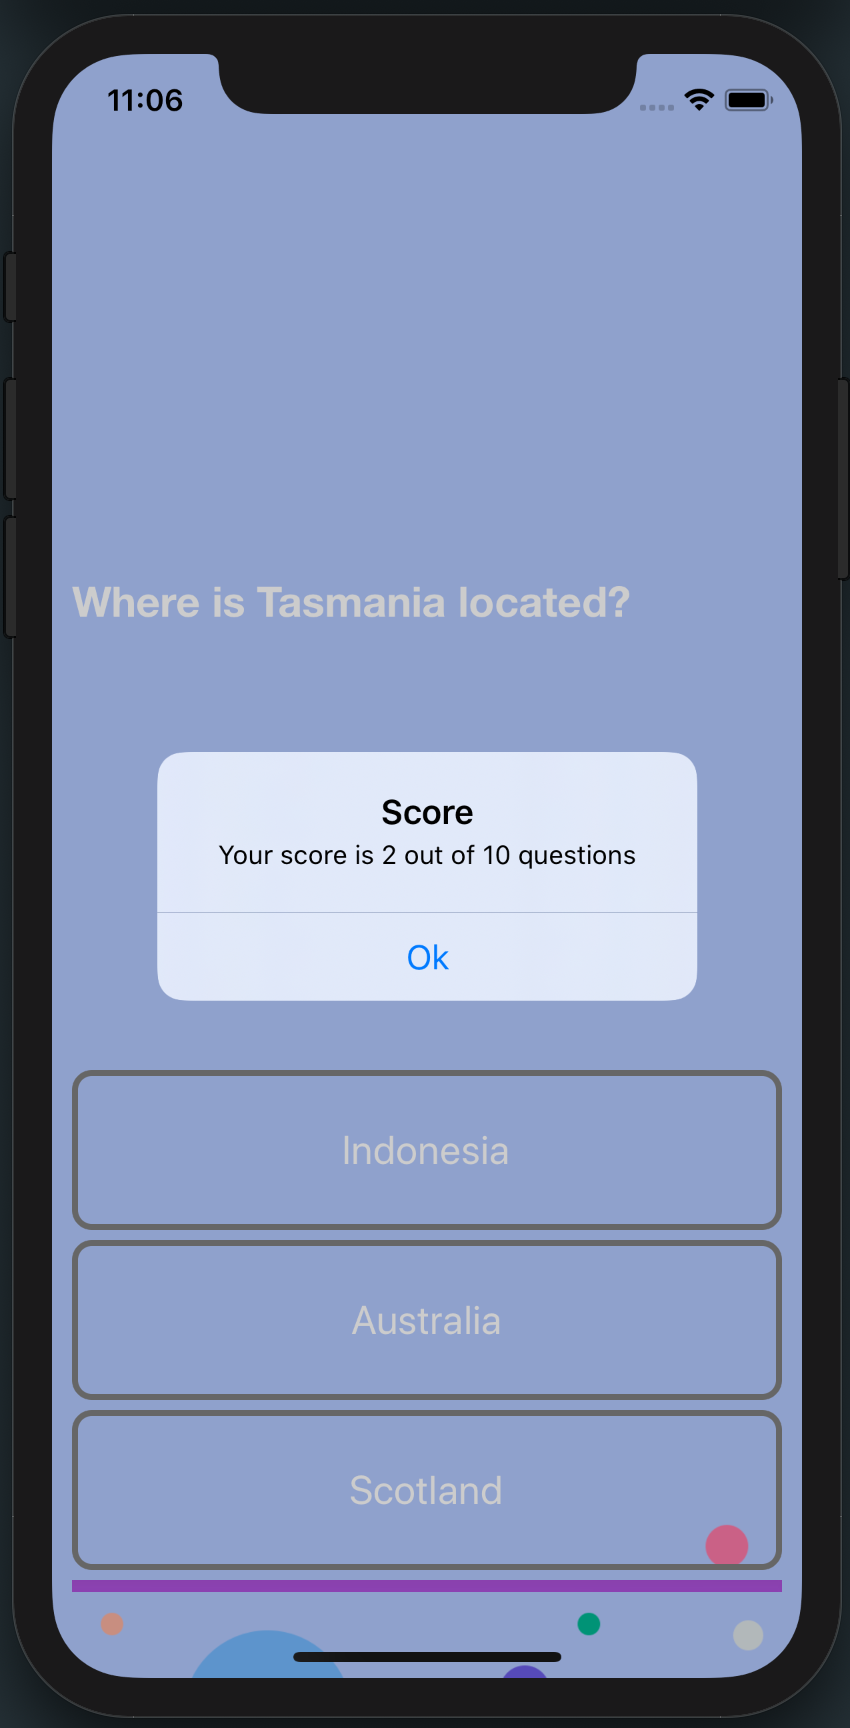 11:06
Where is Tasmania located?
Score
Your score is 2 out of 10 questions
Ok
Indonesia
Australia
Scotland